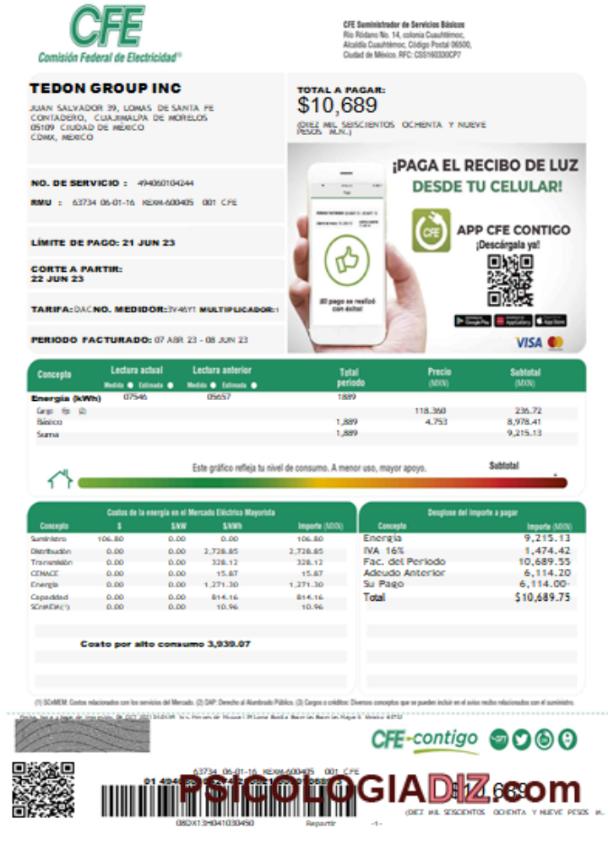 CFE
Comisión Federal de Electricidad®
CFE Suministrador de Servicios Básicos
Río Ródano No. 14, colonia Cuauhtémoc,
Alcaldía Cuauhtémoc, Código Postal 06500,
Ciudad de México. RFC: CSS160330CP7
TEDON GROUP INC
JUAN SALVADOR 39, LOMAS DE SANTA FE
CONTADERO, CUAJIMALPA DE MORELOS
05109 CIUDAD DE MÉXICO
CDMX, MÉXICO
TOTAL A PAGAR:
$10,689
(DIEZ MIL SEISCIENTOS OCHENTA Y NUEVE
PESOS M.N.)
NO. DE SERVICIO : 494060104244
RMU : 63734 06-01-16 KEXM-600405 001 CFE
LÍMITE DE PAGO: 21 JUN 23
CORTE A PARTIR:
22 JUN 23
TARIFA:DAC NO. MEDIDOR:3V46Y1 MULTIPLICADOR:1
PERIODO FACTURADO: 07 ABR 23 - 08 JUN 23
¡PAGA EL RECIBO DE LUZ
DESDE TU CELULAR!
CFE
APP CFE CONTIGO
¡Descárgala ya!
¡El pago se realizó
con éxito!
Google Play AppGallery App Store
VISA
Concepto Lectura actual Lectura anterior Total periodo Precio (MXN) Subtotal (MXN)
Medida Estimada Medida Estimada
Energía (kWh) 07546 05657 1889
Cargo Fijo (2) 118.360 236.72
Básico 1,889 4.753 8,978.41
Suma 1,889 9,215.13
Este gráfico refleja tu nivel de consumo. A menor uso, mayor apoyo. Subtotal
Costos de la energía en el Mercado Eléctrico Mayorista
Concepto $ $/kW $/kWh Importe (MXN)
Suministro 106.80 0.00 0.00 106.80
Distribución 0.00 0.00 2,728.85 2,728.85
Transmisión 0.00 0.00 328.12 328.12
CENACE 0.00 0.00 15.87 15.87
Energía 0.00 0.00 1,271.30 1,271.30
Capacidad 0.00 0.00 814.16 814.16
SCnMEM(1) 0.00 0.00 10.96 10.96
Costo por alto consumo 3,939.07
Desglose del importe a pagar
Concepto Importe (MXN)
Energía 9,215.13
IVA 16% 1,474.42
Fac. del Periodo 10,689.55
Adeudo Anterior 6,114.20
Su Pago 6,114.00-
Total $10,689.75
(1) SCnMEM: Costos relacionados con los servicios del Mercado. (2) DAP: Derecho al Alumbrado Público. (3) Cargos o créditos: Diversos conceptos que se pueden incluir en el aviso recibo relacionados con el suministro.
CFE-contigo
63734 06-01-16 KEXM-600405 001 CFE
PSICOLOGIADIZ.com
08DX13H041030450 Repartir -1-
(DIEZ MIL SEISCIENTOS OCHENTA Y NUEVE PESOS M.